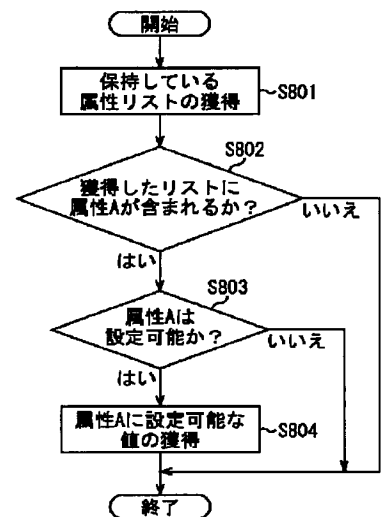 開始
保持している
属性リストの獲得
S801
S802
獲得したリストに
属性Aが含まれるか？
いいえ
はい
S803
属性Aは
設定可能か？
いいえ
はい
属性Aに設定可能な
値の獲得
S804
終了